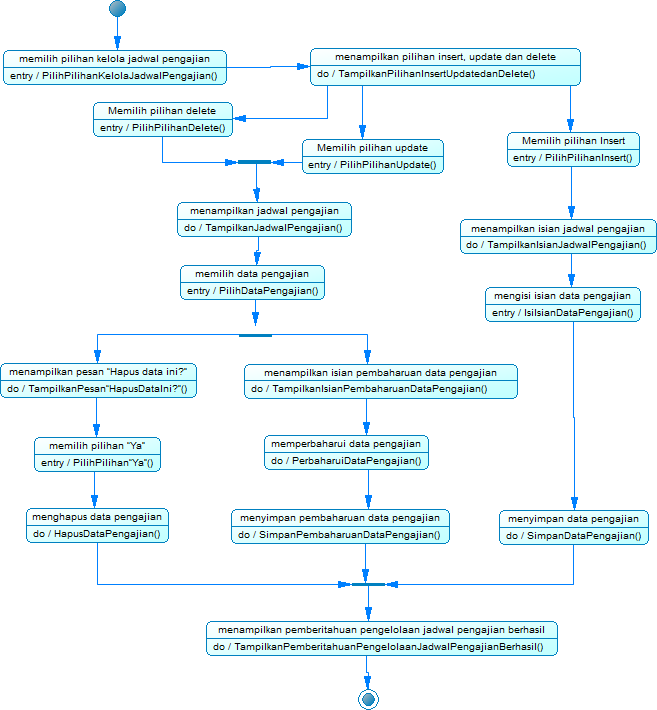 memilih pilihan kelola jadwal pengajian
entry / PilihPilihanKelolaJadwalPengajian()
menampilkan pilihan insert, update dan delete
do / TampilkanPilihanInsertUpdatedanDelete()
Memilih pilihan delete
entry / PilihPilihanDelete()
Memilih pilihan update
entry / PilihPilihanUpdate()
Memilih pilihan Insert
entry / PilihPilihanInsert()
menampilkan jadwal pengajian
do / TampilkanJadwalPengajian()
menampilkan isian jadwal pengajian
do / TampilkanIsianJadwalPengajian()
memilih data pengajian
entry / PilihDataPengajian()
mengisi isian data pengajian
entry / IsiIsianDataPengajian()
menampilkan pesan "Hapus data ini?"
do / TampilkanPesan"HapusDataIni?"()
menampilkan isian pembaharuan data pengajian
do / TampilkanIsianPembaharuanDataPengajian()
memilih pilihan "Ya"
entry / PilihPilihan"Ya"()
memperbaharui data pengajian
do / PerbaharuiDataPengajian()
menghapus data pengajian
do / HapusDataPengajian()
menyimpan pembaharuan data pengajian
do / SimpanPembaharuanDataPengajian()
menyimpan data pengajian
do / SimpanDataPengajian()
menampilkan pemberitahuan pengelolaan jadwal pengajian berhasil
do / TampilkanPemberitahuanPengelolaanJadwalPengajianBerhasil()